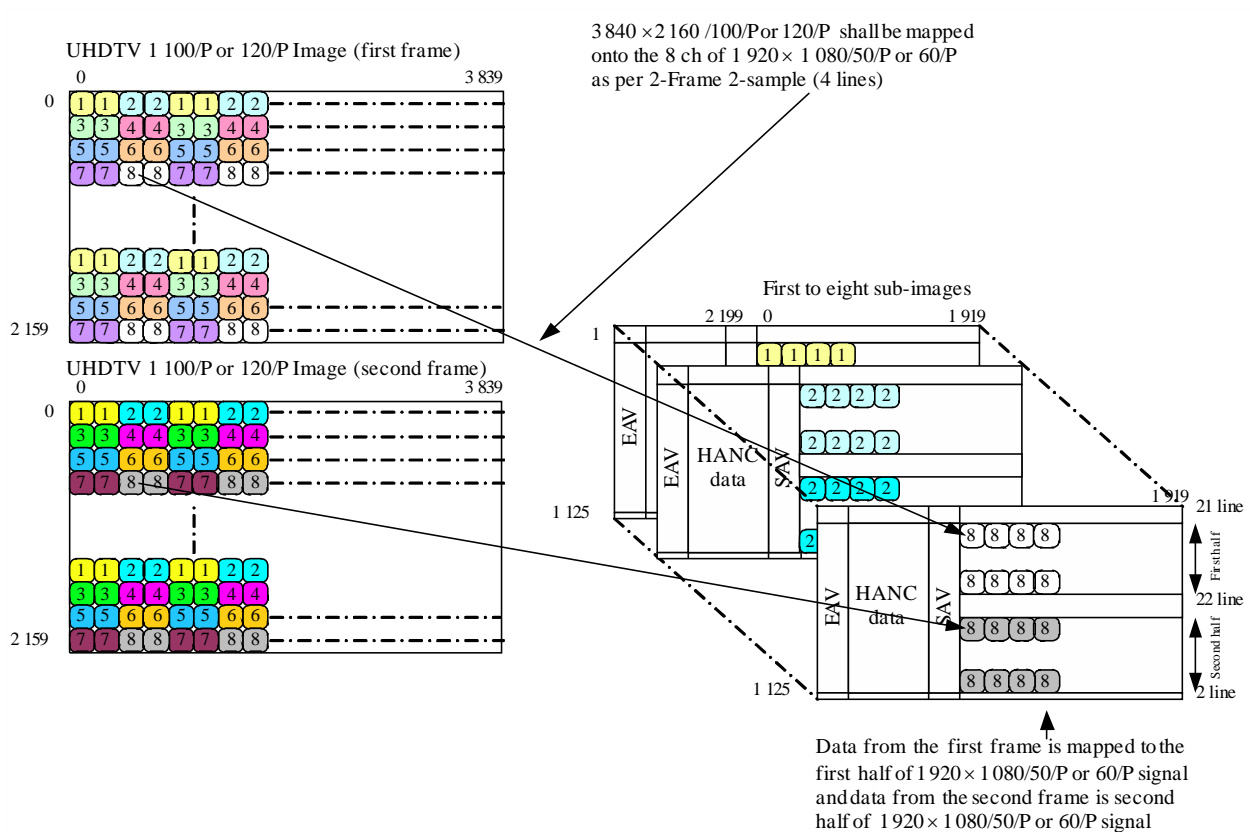 3 840 × 2 160 /100/P or 120/P shall be mapped
onto the 8 ch of 1 920 × 1 080/50/P or 60/P
as per 2-Frame 2-sample (4 lines)
UHDTV 1 100/P or 120/P Image (first frame)
0 3 839
0
1 1 2 2 1 1 2 2
3 3 4 4 3 3 4 4
5 5 6 6 5 5 6 6
7 7 8 8 7 7 8 8
1 1 2 2 1 1 2 2
3 3 4 4 3 3 4 4
5 5 6 6 5 5 6 6
2 159 7 7 8 8 7 7 8 8
UHDTV 1 100/P or 120/P Image (second frame)
0 3 839
0 1 1 2 2 1 1 2 2
3 3 4 4 3 3 4 4
5 5 6 6 5 5 6 6
7 7 8 8 7 7 8 8
1 1 2 2 1 1 2 2
3 3 4 4 3 3 4 4
5 5 6 6 5 5 6 6
2 159 7 7 8 8 7 7 8 8
First to eight sub-images
2 199 0 1 919
1
1 1 1 1
EAV
1 125
2 2 2 2
2 2 2 2
2 2 2 2
2
EAV
HANC
data
SAV
1 919
21 line
8 8 8 8
8 8 8 8
First half
22 line
8 8 8 8
8 8 8 8
Second half
2 line
EAV
HANC
data
SAV
1 125
Data from the first frame is mapped to the
first half of 1 920 × 1 080/50/P or 60/P signal
and data from the second frame is second
half of 1 920 × 1 080/50/P or 60/P signal